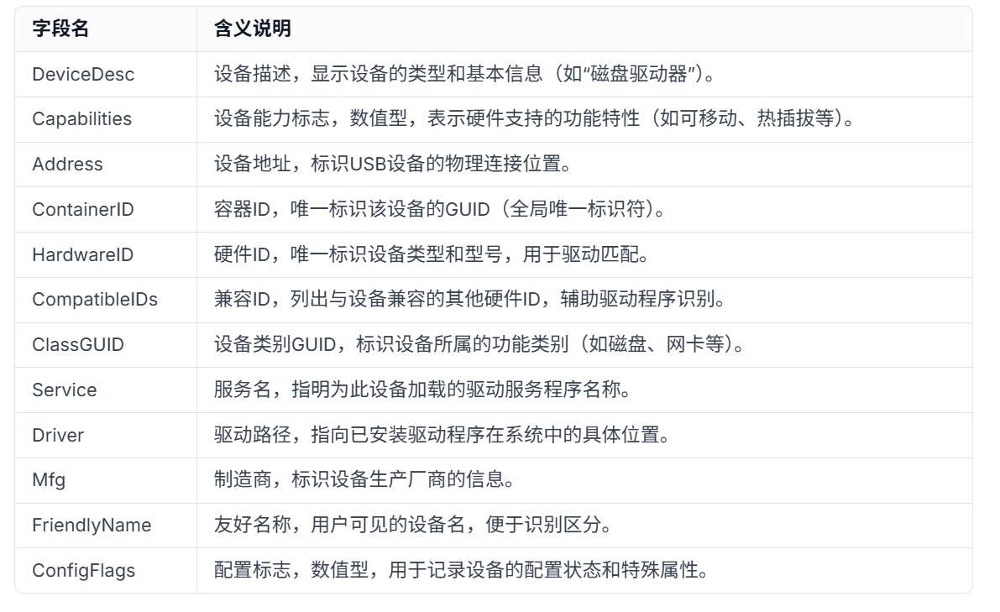 字段名 含义说明
DeviceDesc 设备描述，显示设备的类型和基本信息（如“磁盘驱动器”）。
Capabilities 设备能力标志，数值型，表示硬件支持的功能特性（如可移动、热插拔等）。
Address 设备地址，标识USB设备的物理连接位置。
ContainerID 容器ID，唯一标识该设备的GUID（全局唯一标识符）。
HardwareID 硬件ID，唯一标识设备类型和型号，用于驱动匹配。
CompatibleIDs 兼容ID，列出与设备兼容的其他硬件ID，辅助驱动程序识别。
ClassGUID 设备类别GUID，标识设备所属的功能类别（如磁盘、网卡等）。
Service 服务名，指明为此设备加载的驱动服务程序名称。
Driver 驱动路径，指向已安装驱动程序在系统中的具体位置。
Mfg 制造商，标识设备生产厂商的信息。
FriendlyName 友好名称，用户可见的设备名，便于识别区分。
ConfigFlags 配置标志，数值型，用于记录设备的配置状态和特殊属性。